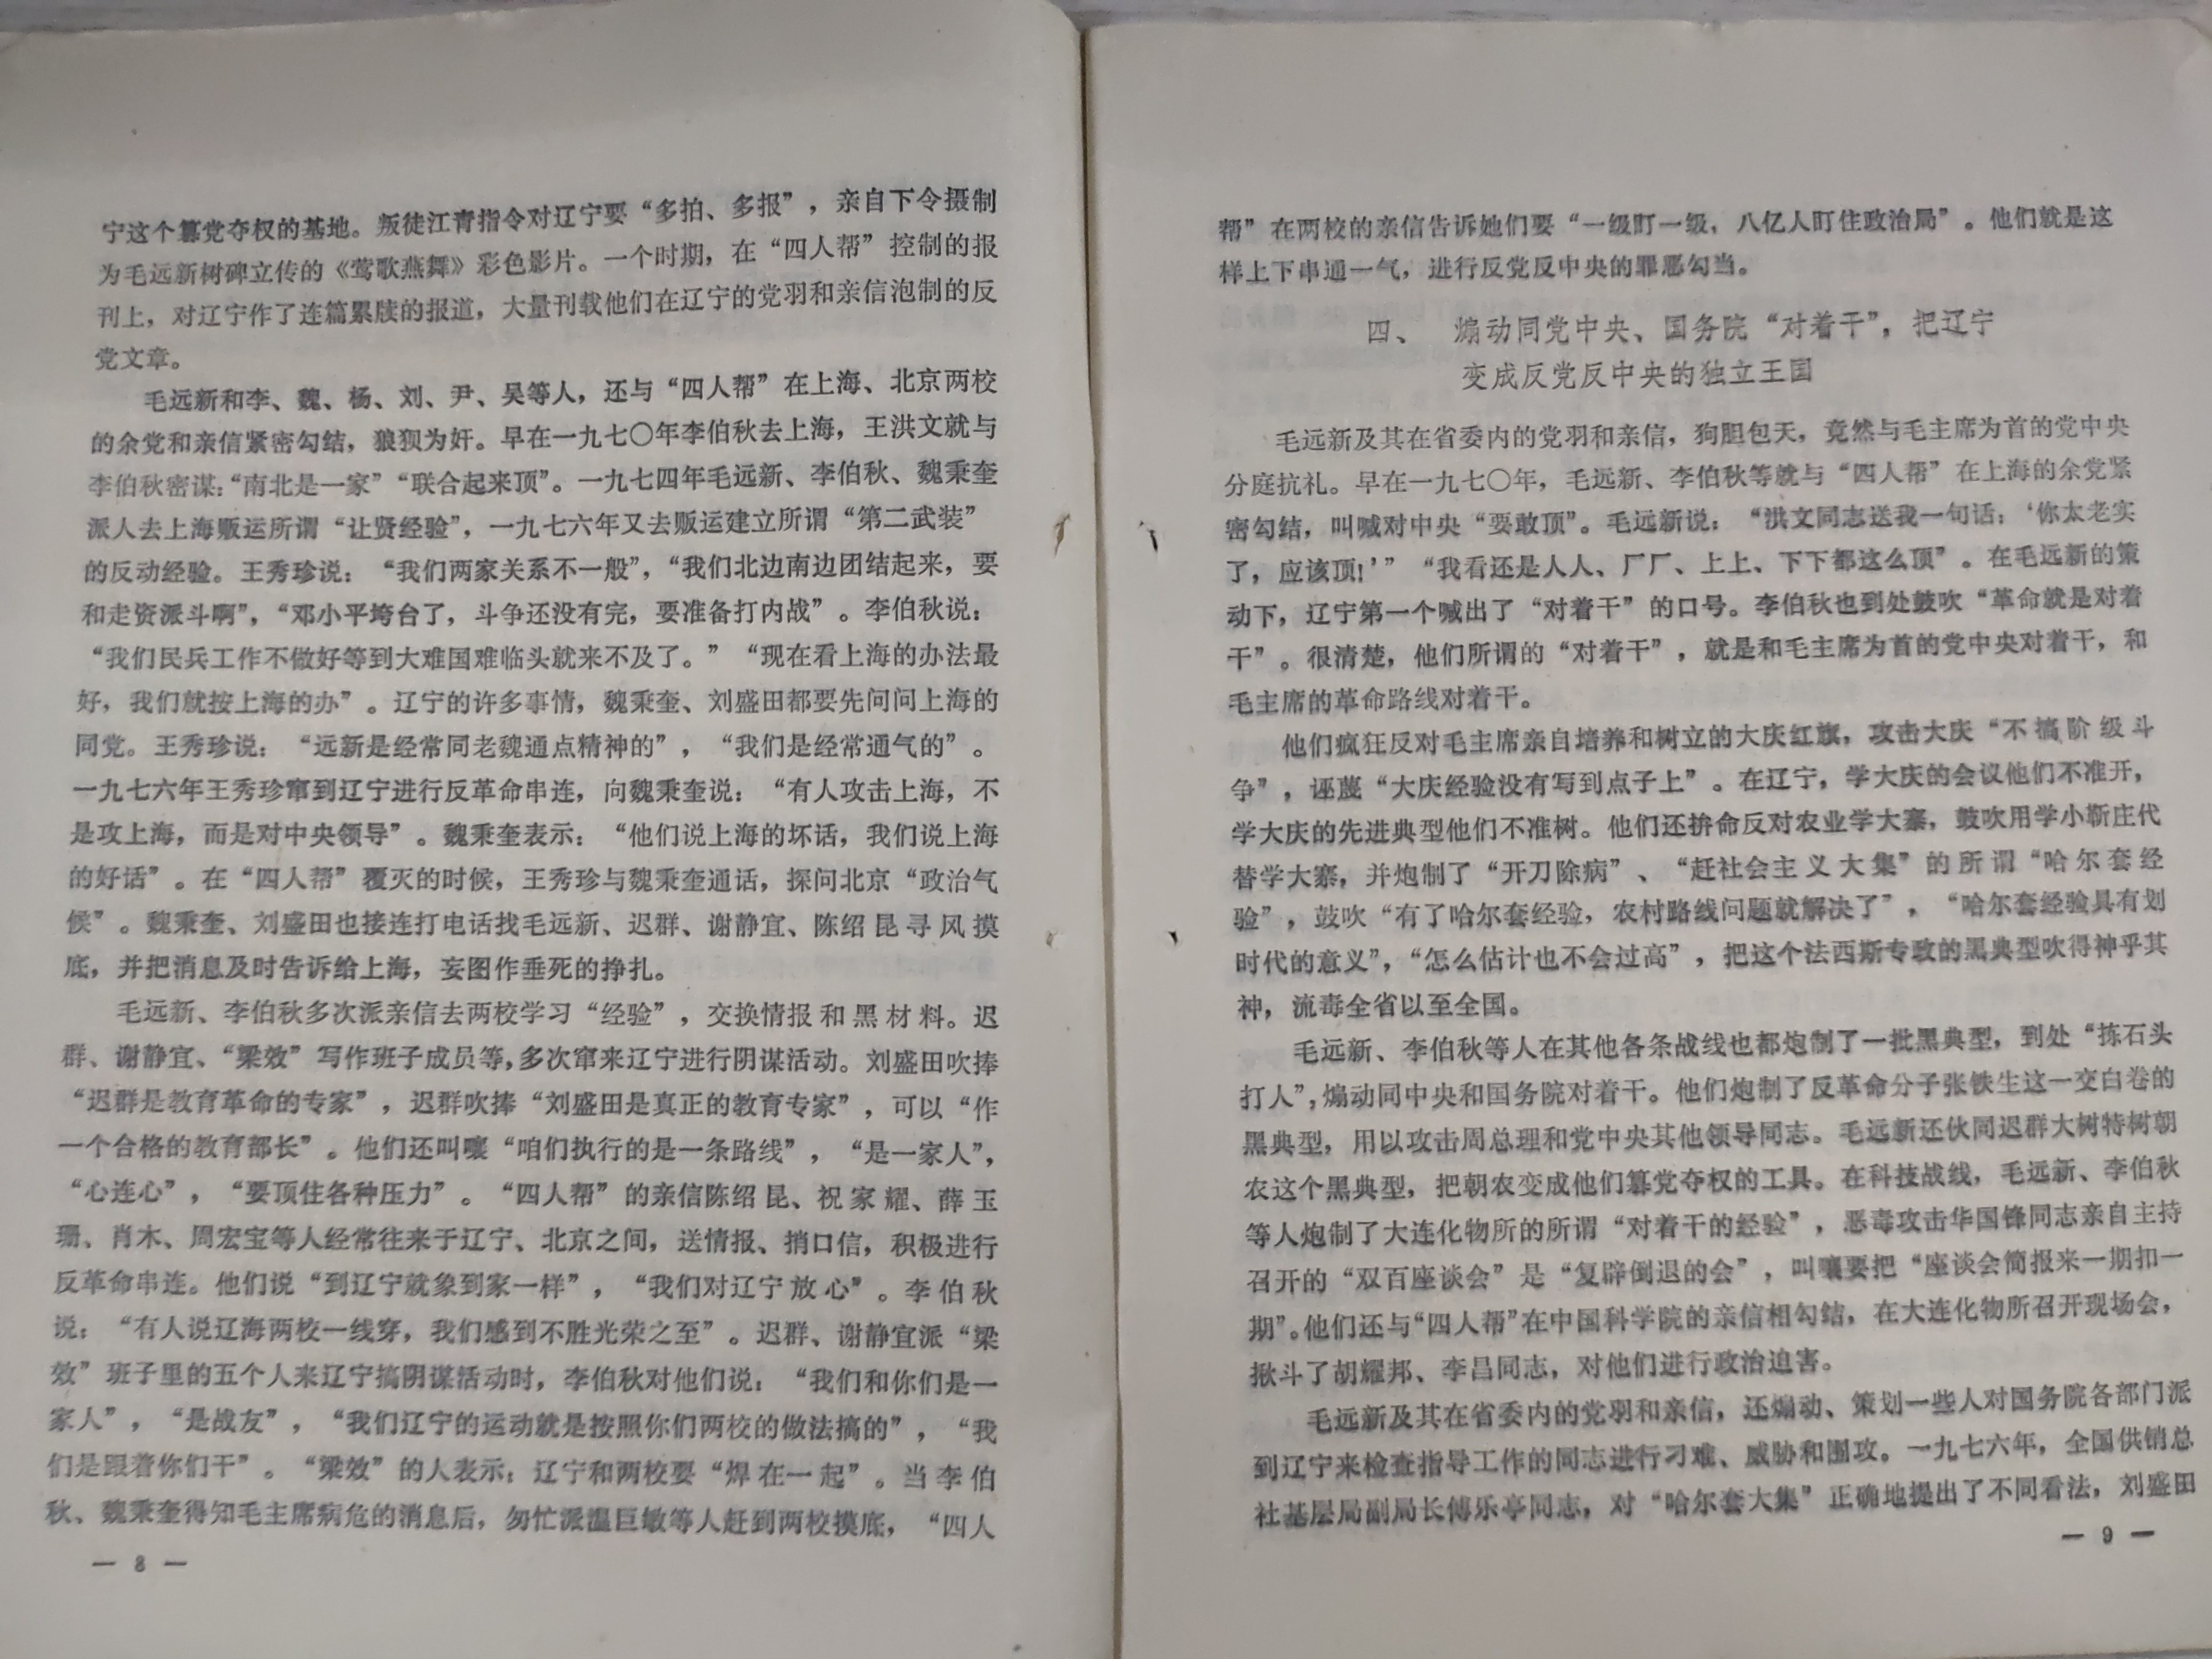 宁这个篡党夺权的基地。叛徒江青指令对辽宁要“多拍、多报”，亲自下令摄制
为毛远新树碑立传的《莺歌燕舞》彩色影片。一个时期，在“四人帮”控制的报
刊上，对辽宁作了连篇累牍的报道，大量刊载他们在辽宁的党羽和亲信泡制的反
党文章。
毛远新和李、魏、杨、刘、尹、吴等人，还与“四人帮”在上海、北京两校
的余党和亲信紧密勾结，狼狈为奸。早在一九七〇年李伯秋去上海，王洪文就与
李伯秋密谋：“南北是一家”“联合起来顶”。一九七四年毛远新、李伯秋、魏秉奎
派人去上海贩运所谓“让贤经验”，一九七六年又去贩运建立所谓“第二武装”
的反动经验。王秀珍说：“我们两家关系不一般”，“我们北边南边团结起来，要
和走资派斗啊”，“邓小平垮台了，斗争还没有完，要准备打内战”。李伯秋说：
“我们民兵工作不做好等到大难国难临头就来不及了。”“现在看上海的办法最
好，我们就按上海的办”。辽宁的许多事情，魏秉奎、刘盛田都要先问问上海的
同党。王秀珍说：“远新是经常同老魏通点精神的”，“我们是经常通气的”。
一九七六年王秀珍窜到辽宁进行反革命串连，向魏秉奎说：“有人攻击上海，不
是攻上海，而是对中央领导”。魏秉奎表示：“他们说上海的坏话，我们说上海
的好话”。在“四人帮”覆灭的时候，王秀珍与魏秉奎通话，探问北京“政治气
候”。魏秉奎、刘盛田也接连打电话找毛远新、迟群、谢静宜、陈绍昆寻风摸
底，并把消息及时告诉给上海，妄图作垂死的挣扎。
毛远新、李伯秋多次派亲信去两校学习“经验”，交换情报和黑材料。迟
群、谢静宜、“梁效”写作班子成员等，多次窜来辽宁进行阴谋活动。刘盛田吹捧
“迟群是教育革命的专家”，迟群吹捧“刘盛田是真正的教育专家”，可以“作
一个合格的教育部长”。他们还叫嚷“咱们执行的是一条路线”，“是一家人”，
“心连心”，“要顶住各种压力”。“四人帮”的亲信陈绍昆、祝家耀、薛玉
珊、肖木、周宏宝等人经常往来于辽宁、北京之间，送情报、捎口信，积极进行
反革命串连。他们说“到辽宁就象到家一样”，“我们对辽宁放心”。李伯秋
说：“有人说辽海两校一线穿，我们感到不胜光荣之至”。迟群、谢静宜派“梁
效”班子里的五个人来辽宁搞阴谋活动时，李伯秋对他们说：“我们和你们是一
家人”，“是战友”，“我们辽宁的运动就是按照你们两校的做法搞的”，“我
们是跟着你们干”。“梁效”的人表示：辽宁和两校要“焊在一起”。当李伯
秋、魏秉奎得知毛主席病危的消息后，匆忙派温巨敏等人赶到两校摸底，“四人
— 8 —
帮”在两校的亲信告诉她们要“一级盯一级，八亿人盯住政治局”。他们就是这
样上下串通一气，进行反党反中央的罪恶勾当。
四、 煽动同党中央、国务院“对着干”，把辽宁
变成反党反中央的独立王国
毛远新及其在省委内的党羽和亲信，狗胆包天，竟然与毛主席为首的党中央
分庭抗礼。早在一九七〇年，毛远新、李伯秋等就与“四人帮”在上海的余党紧
密勾结，叫喊对中央“要敢顶”。毛远新说：“洪文同志送我一句话：‘你太老实
了，应该顶！’”“我看还是人人、厂厂、上上、下下都这么顶”。在毛远新的策
动下，辽宁第一个喊出了“对着干”的口号。李伯秋也到处鼓吹“革命就是对着
干”。很清楚，他们所谓的“对着干”，就是和毛主席为首的党中央对着干，和
毛主席的革命路线对着干。
他们疯狂反对毛主席亲自培养和树立的大庆红旗，攻击大庆“不搞阶级斗
争”，诬蔑“大庆经验没有写到点子上”。在辽宁，学大庆的会议他们不准开，
学大庆的先进典型他们不准树。他们还拚命反对农业学大寨，鼓吹用学小靳庄代
替学大寨，并炮制了“开刀除病”、“赶社会主义大集”的所谓“哈尔套经
验”，鼓吹“有了哈尔套经验，农村路线问题就解决了”，“哈尔套经验具有划
时代的意义”，“怎么估计也不会过高”，把这个法西斯专政的黑典型吹得神乎其
神，流毒全省以至全国。
毛远新、李伯秋等人在其他各条战线也都炮制了一批黑典型，到处“拣石头
打人”，煽动同中央和国务院对着干。他们炮制了反革命分子张铁生这一交白卷的
黑典型，用以攻击周总理和党中央其他领导同志。毛远新还伙同迟群大树特树朝
农这个黑典型，把朝农变成他们篡党夺权的工具。在科技战线，毛远新、李伯秋
等人炮制了大连化物所的所谓“对着干的经验”，恶毒攻击华国锋同志亲自主持
召开的“双百座谈会”是“复辟倒退的会”，叫嚷要把“座谈会简报来一期扣一
期”。他们还与“四人帮”在中国科学院的亲信相勾结，在大连化物所召开现场会，
揪斗了胡耀邦、李昌同志，对他们进行政治迫害。
毛远新及其在省委内的党羽和亲信，还煽动、策划一些人对国务院各部门派
到辽宁来检查指导工作的同志进行刁难、威胁和围攻。一九七六年，全国供销总
社基层局副局长傅乐亭同志，对“哈尔套大集”正确地提出了不同看法，刘盛田
— 9 —